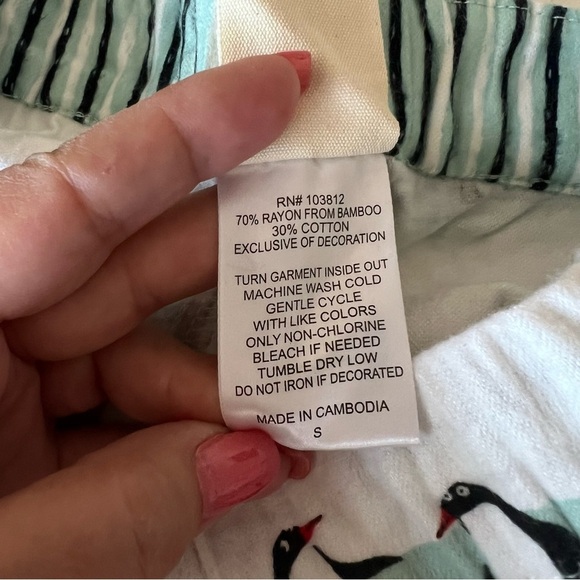 RN# 103812
70% RAYON FROM BAMBOO
30% COTTON
EXCLUSIVE OF DECORATION
TURN GARMENT INSIDE OUT
MACHINE WASH COLD
GENTLE CYCLE
WITH LIKE COLORS
ONLY NON-CHLORINE
BLEACH IF NEEDED
TUMBLE DRY LOW
DO NOT IRON IF DECORATED
MADE IN CAMBODIA
S